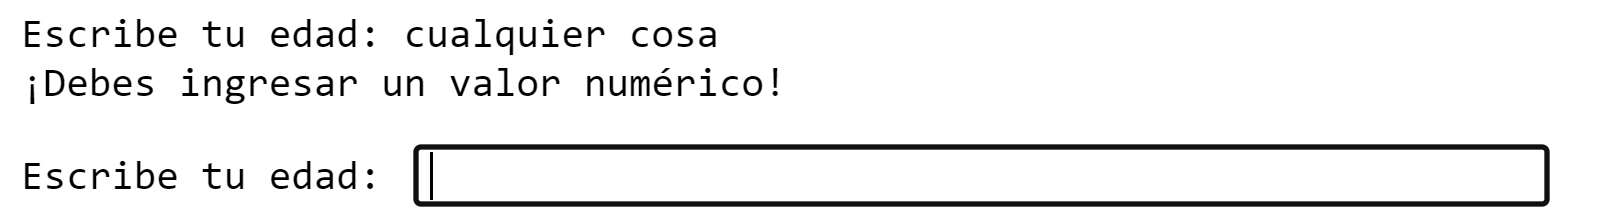 Escribe tu edad: cualquier cosa
¡Debes ingresar un valor numérico!
Escribe tu edad: